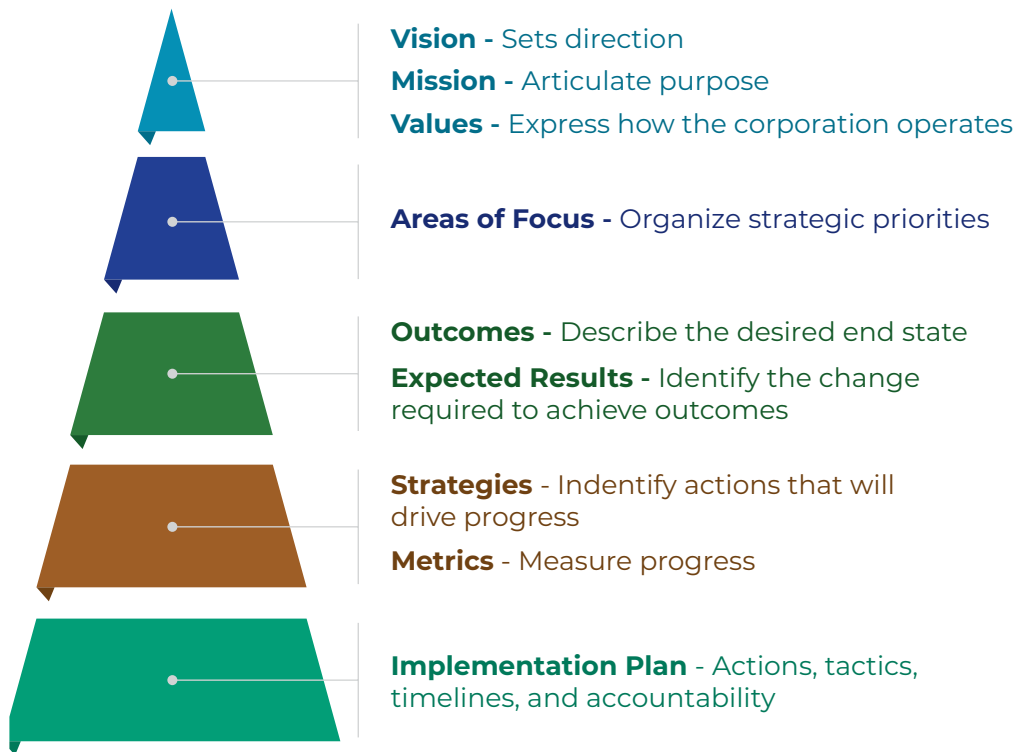 Vision - Sets direction
Mission - Articulate purpose
Values - Express how the corporation operates
Areas of Focus - Organize strategic priorities
Outcomes - Describe the desired end state
Expected Results - Identify the change
required to achieve outcomes
Strategies - Indentify actions that will
drive progress
Metrics - Measure progress
Implementation Plan - Actions, tactics,
timelines, and accountability